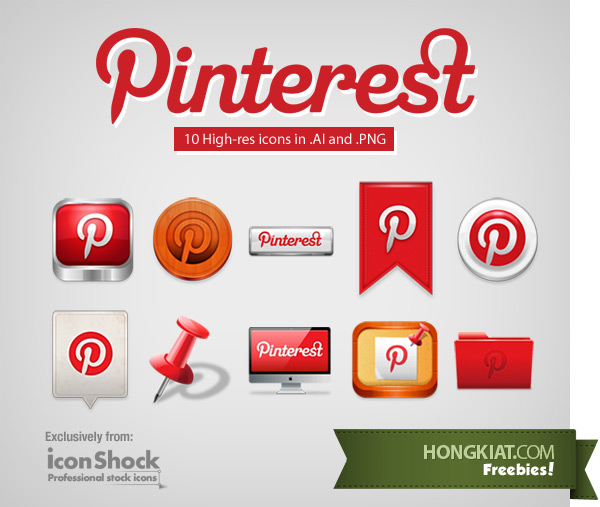 Pinterest
10 High-res icons in .AI and .PNG
Pinterest
Pinterest
Exclusively from:
iconShock
Professional stock icons
HONGKIAT.COM
Freebies!